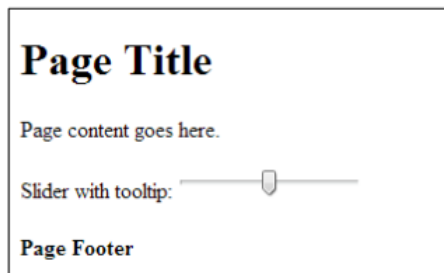 Page Title
Page content goes here.
Slider with tooltip:
Page Footer